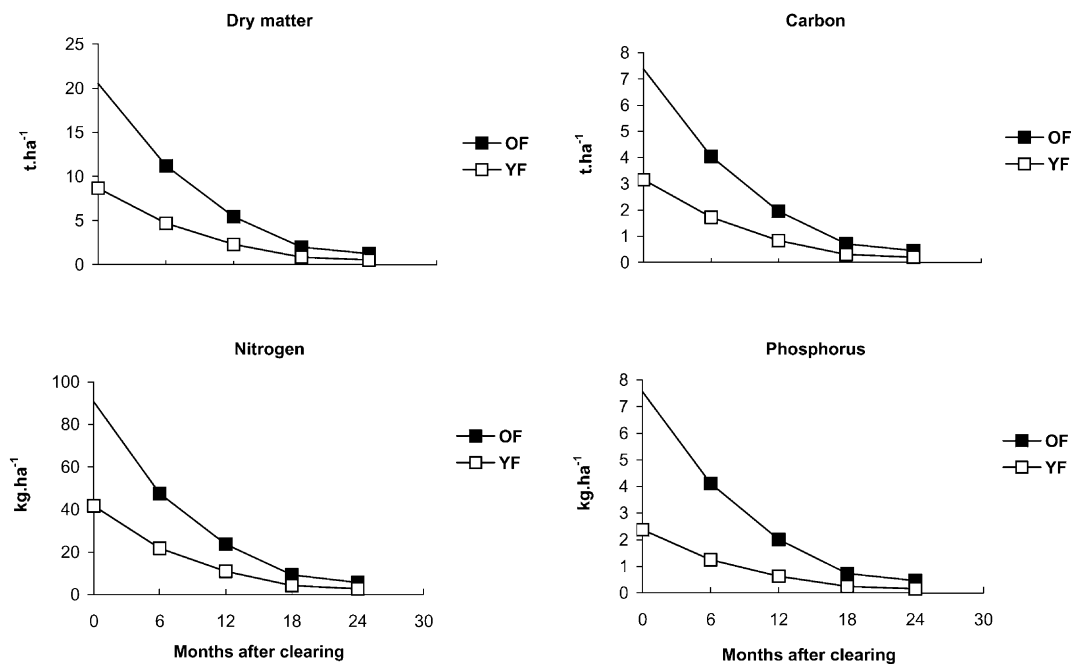 Dry matter
25
20
15
10
5
0
t.ha⁻¹
OF
YF
Carbon
8
7
6
5
4
3
2
1
0
t.ha⁻¹
OF
YF
Nitrogen
100
80
60
40
20
0
kg.ha⁻¹
OF
YF
0 6 12 18 24 30
Months after clearing
Phosphorus
8
7
6
5
4
3
2
1
0
kg.ha⁻¹
OF
YF
0 6 12 18 24 30
Months after clearing